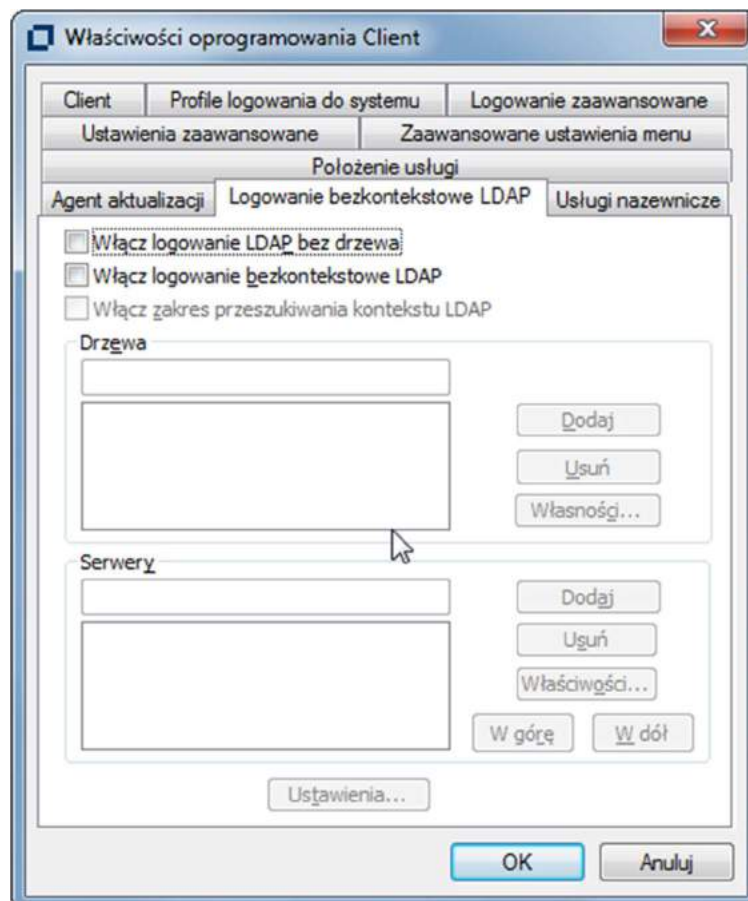 Właściwości oprogramowania Client
Client Profile logowania do systemu Logowanie zaawansowane
Ustawienia zaawansowane Zaawansowane ustawienia menu
Położenie usługi
Agent aktualizacji Logowanie bezkontekstowe LDAP Usługi nazewnicze
Włącz logowanie LDAP bez drzewa
Włącz logowanie bezkontekstowe LDAP
Włącz zakres przeszukiwania kontekstu LDAP
Drzewa
Dodaj
Usuń
Własności...
Serwery
Dodaj
Usuń
Właściwości...
W górę W dół
Ustawienia...
OK Anuluj